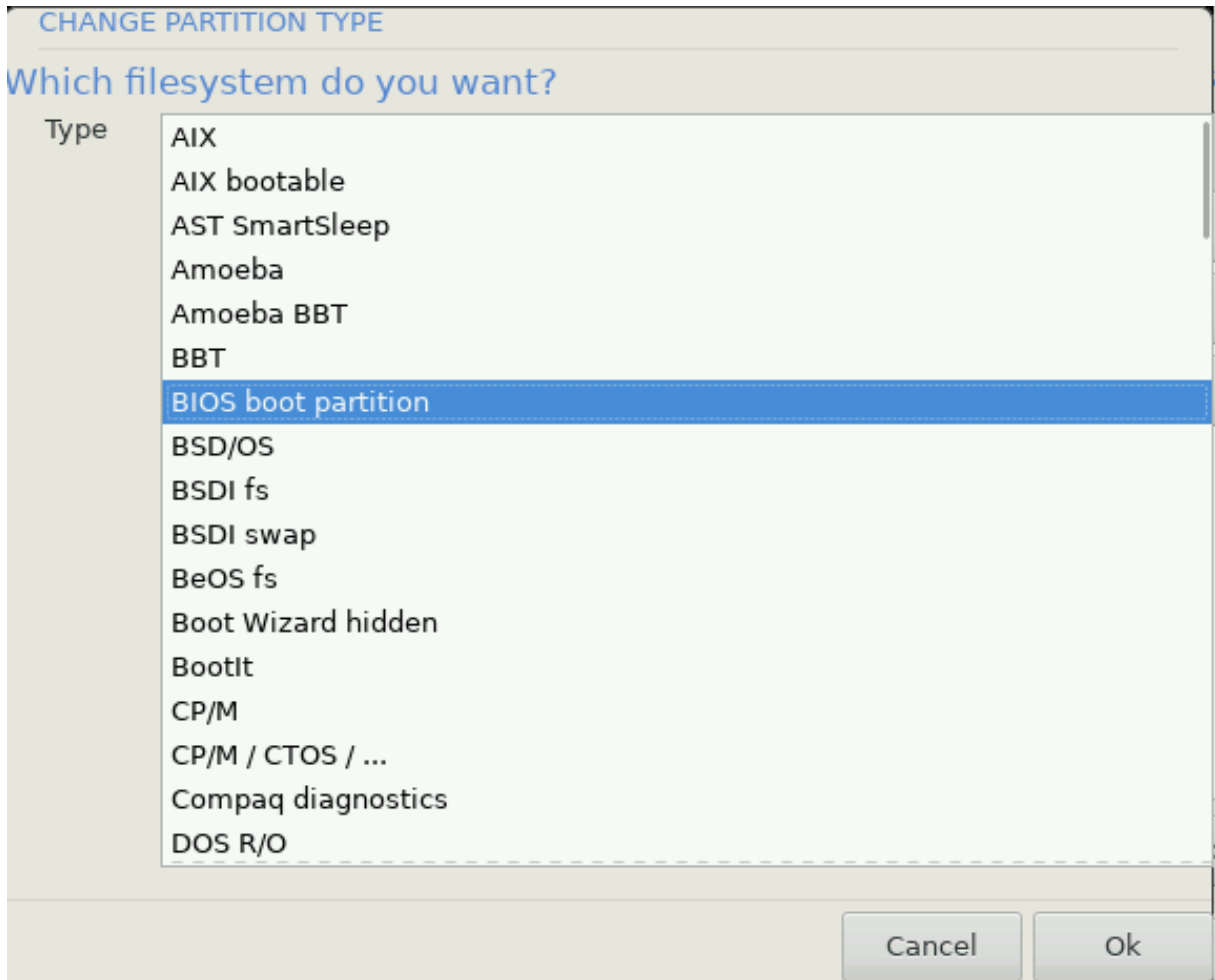 CHANGE PARTITION TYPE
Which filesystem do you want?
Type
AIX
AIX bootable
AST SmartSleep
Amoeba
Amoeba BBT
BBT
BIOS boot partition
BSD/OS
BSDI fs
BSDI swap
BeOS fs
Boot Wizard hidden
BootIt
CP/M
CP/M / CTOS / ...
Compaq diagnostics
DOS R/O
Cancel
Ok